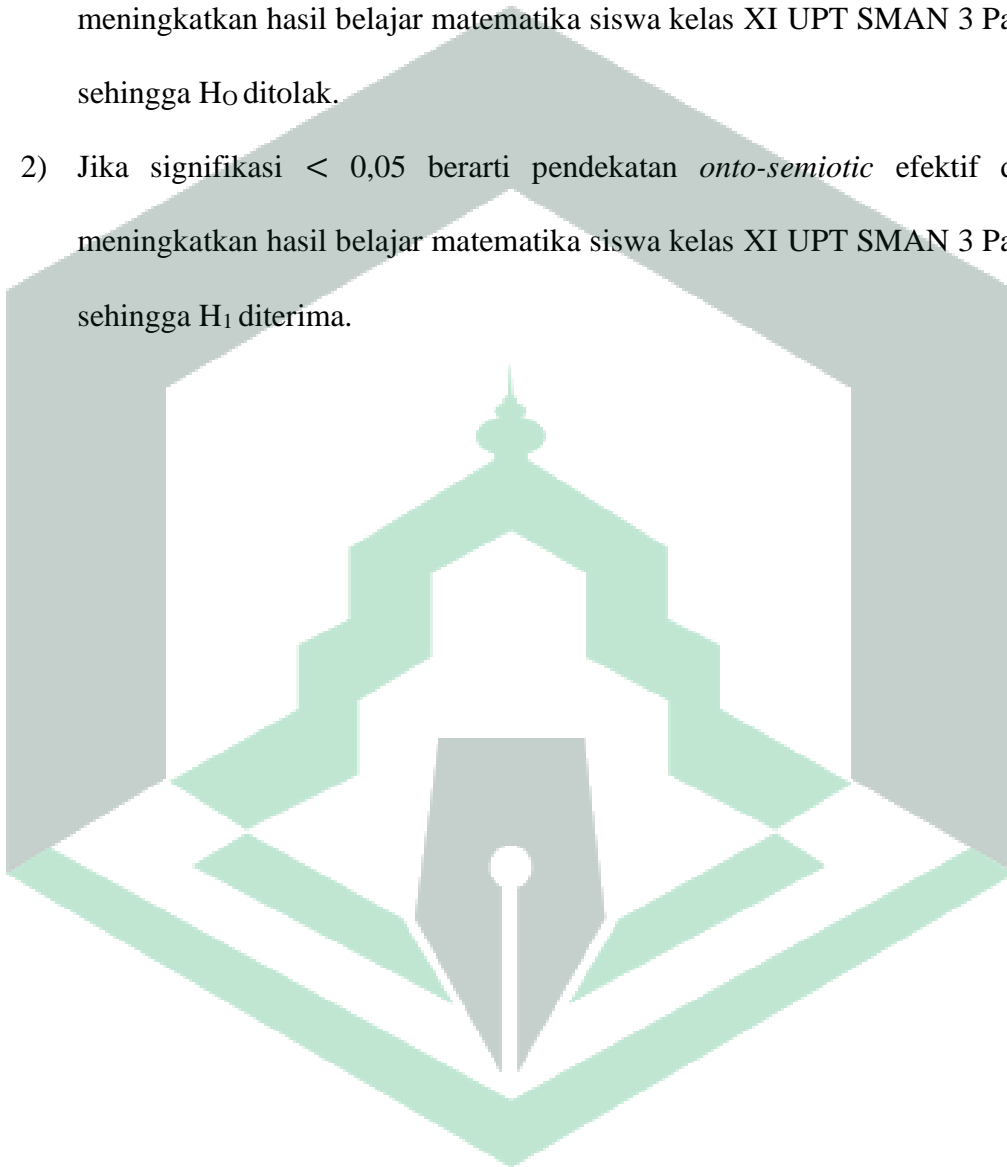 meningkatkan hasil belajar matematika siswa kelas XI UPT SMAN 3
sehingga HO ditolak.
2) Jika signifikasi < 0,05 berarti pendekatan onto-semiotic efektif
meningkatkan hasil belajar matematika siswa kelas XI UPT SMAN 3
sehingga H1 diterima.